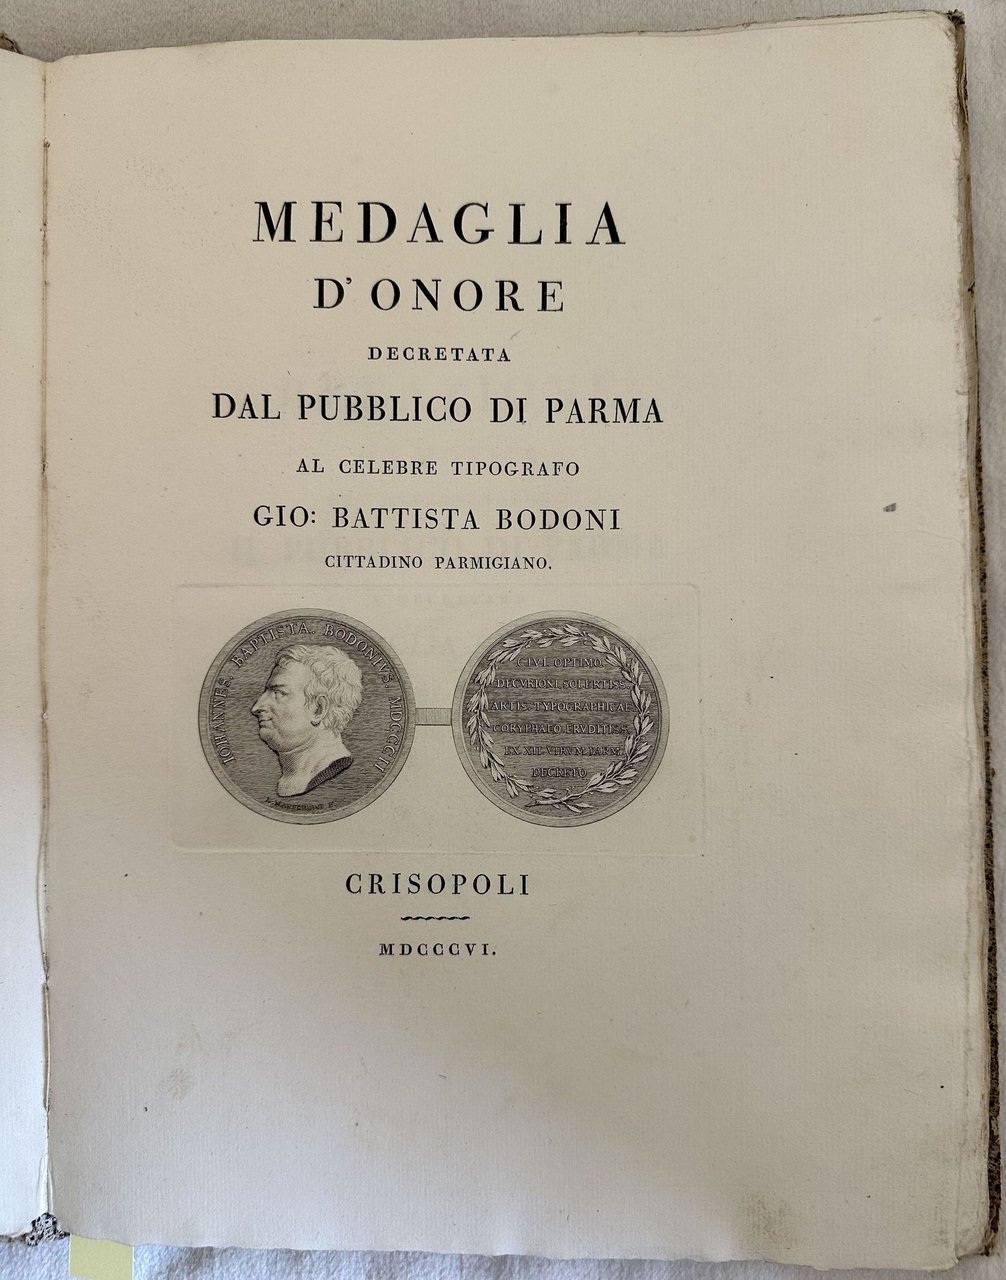 MEDAGLIA
D' ONORE
DECRETATA
DAL PUBBLICO DI PARMA
AL CELEBRE TIPOGRAFO
GIO: BATTISTA BODONI
CITTADINO PARMIGIANO.
IOHANNES. BAPTISTA. BODONIVS. MDCCCII
CIVI. OPTIMO.
DECVRIONI. SOLERTISS.
ARTIS. TYPOGRAPHICAE
CORYPHAEO. ERVDITISS.
EX. XII. VIRVM. PARM.
DECRETO
CRISOPOLI
MDCCCVI.